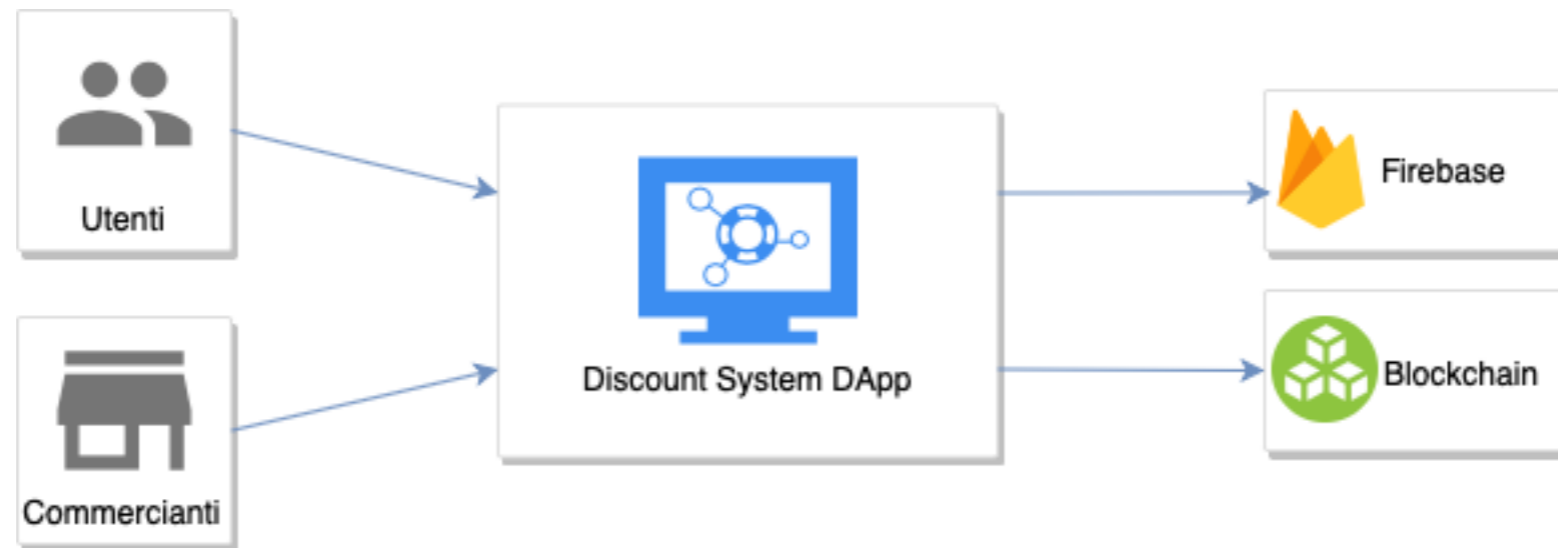 Utenti
Commercianti
Discount System DApp
Firebase
Blockchain